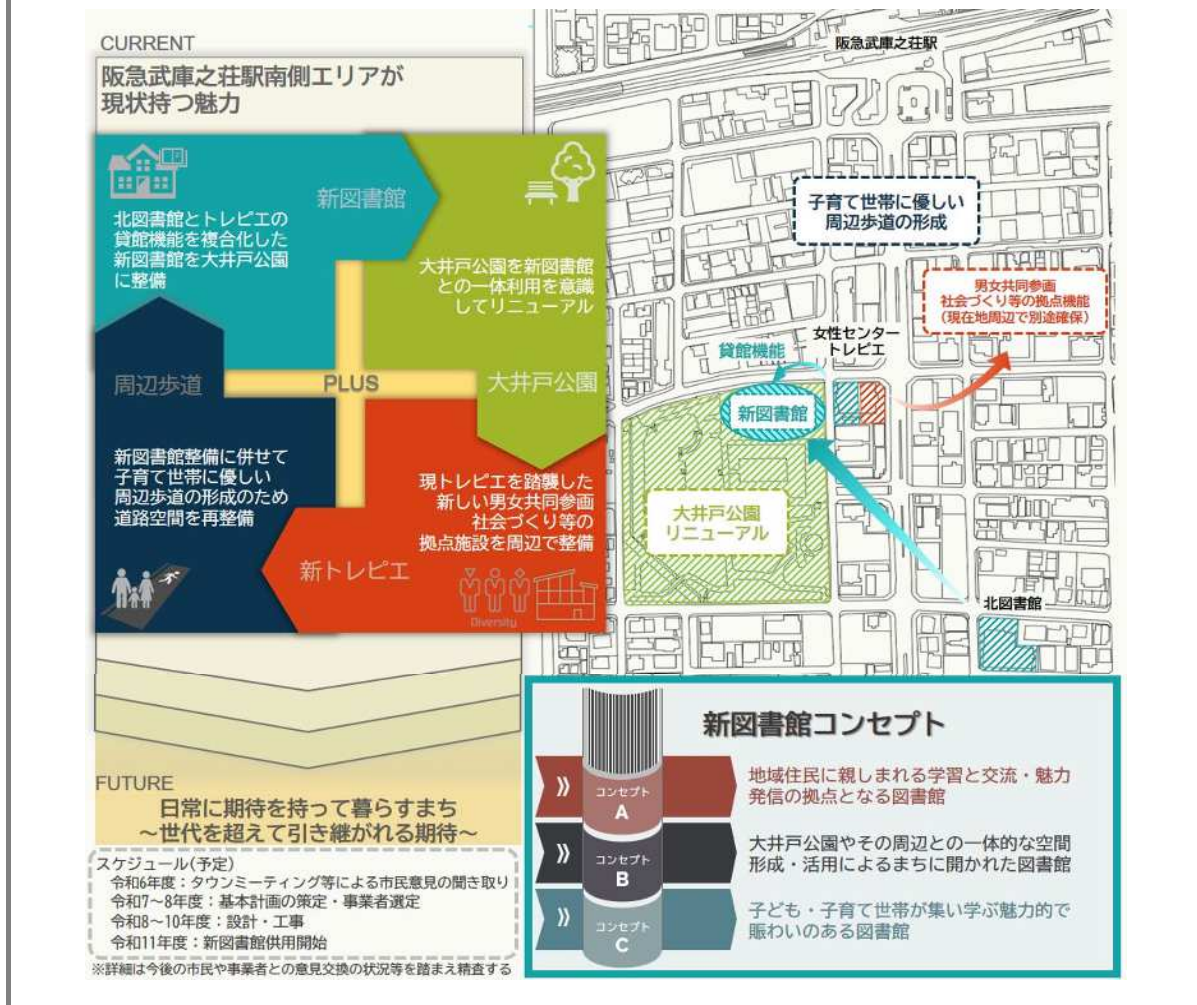 CURRENT
阪急武庫之荘駅南側エリアが
現状持つ魅力
新図書館
北図書館とトレピエの
貸館機能を複合化した
新図書館を大井戸公園
に整備
大井戸公園を新図書館
との一体利用を意識
してリニューアル
周辺歩道
PLUS
大井戸公園
新図書館整備に併せて
子育て世帯に優しい
周辺歩道の形成のため
道路空間を再整備
現トレピエを踏襲した
新しい男女共同参画
社会づくり等の
拠点施設を周辺で整備
新トレピエ
Diversity
FUTURE
日常に期待を持って暮らすまち
～世代を超えて引き継がれる期待～
スケジュール(予定)
令和6年度：タウンミーティング等による市民意見の聞き取り
令和7～8年度：基本計画の策定・事業者選定
令和8～10年度：設計・工事
令和11年度：新図書館供用開始
※詳細は今後の市民や事業者との意見交換の状況等を踏まえ精査する
阪急武庫之荘駅
子育て世帯に優しい
周辺歩道の形成
男女共同参画
社会づくり等の拠点機能
（現在地周辺で別途確保）
女性センター
トレピエ
貸館機能
新図書館
大井戸公園
リニューアル
北図書館
新図書館コンセプト
コンセプト
A
地域住民に親しまれる学習と交流・魅力
発信の拠点となる図書館
コンセプト
B
大井戸公園やその周辺との一体的な空間
形成・活用によるまちに開かれた図書館
コンセプト
C
子ども・子育て世帯が集い学ぶ魅力的で
賑わいのある図書館